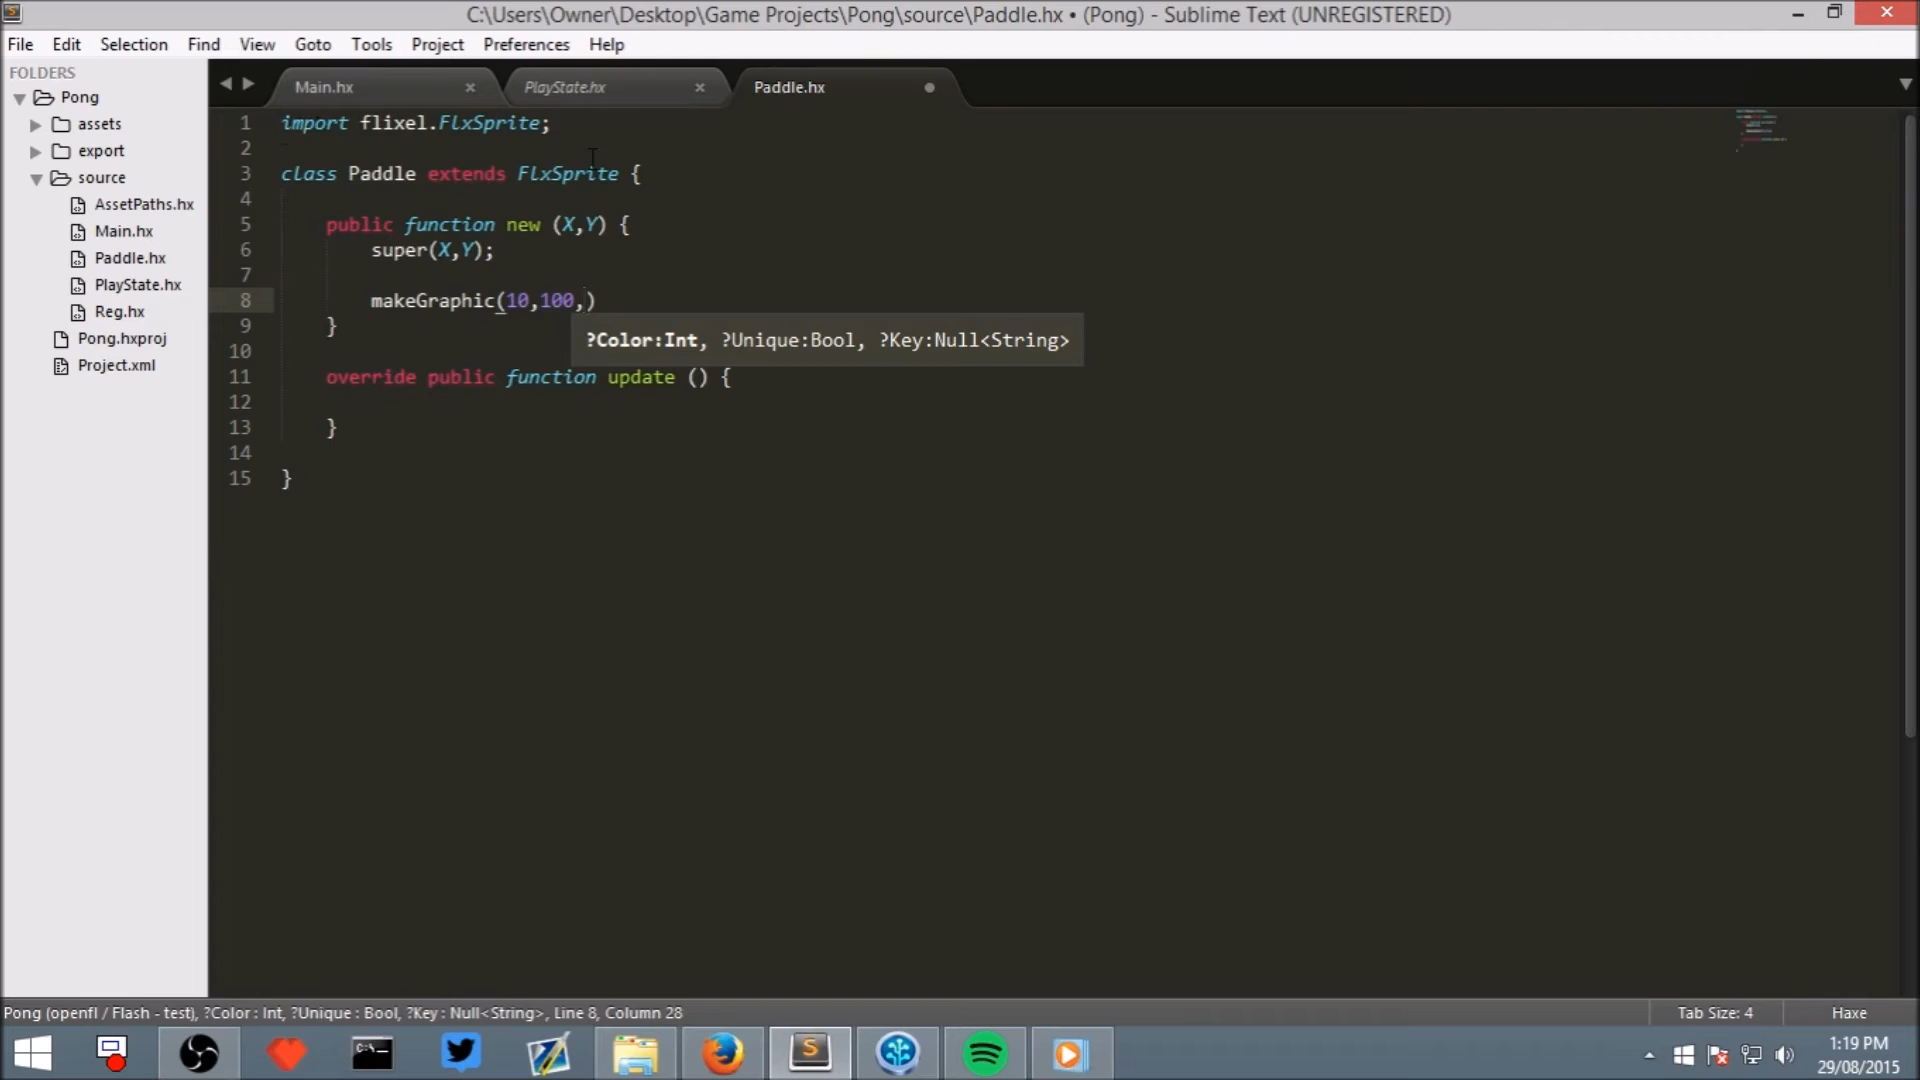 C:\Users\Owner\Desktop\Game Projects\Pong\source\Paddle.hx • (Pong) - Sublime Text (UNREGISTERED)
File Edit Selection Find View Goto Tools Project Preferences Help
FOLDERS
Pong
assets
export
source
AssetPaths.hx
Main.hx
Paddle.hx
PlayState.hx
Reg.hx
Pong.hxproj
Project.xml
Main.hx PlayState.hx Paddle.hx
1 import flixel.FlxSprite;
2
3 class Paddle extends FlxSprite {
4
5 public function new (X,Y) {
6 super(X,Y);
7
8 makeGraphic(10,100,)
9 }
?Color:Int, ?Unique:Bool, ?Key:Null<String>
10
11 override public function update () {
12
13 }
14
15 }
Pong (openfl / Flash - test), ?Color : Int, ?Unique : Bool, ?Key : Null<String>, Line 8, Column 28
Tab Size: 4 Haxe
1:19 PM
29/08/2015